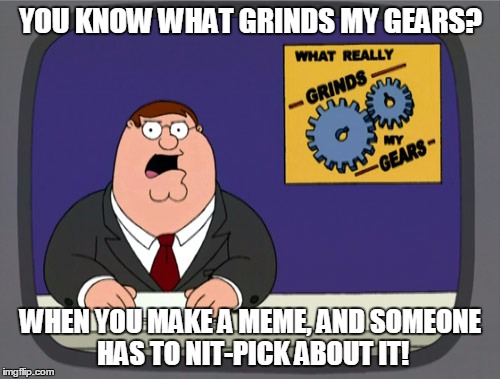 YOU KNOW WHAT GRINDS MY GEARS?
WHAT REALLY
GRINDS
MY
GEARS
WHEN YOU MAKE A MEME, AND SOMEONE
HAS TO NIT-PICK ABOUT IT!
imgflip.com